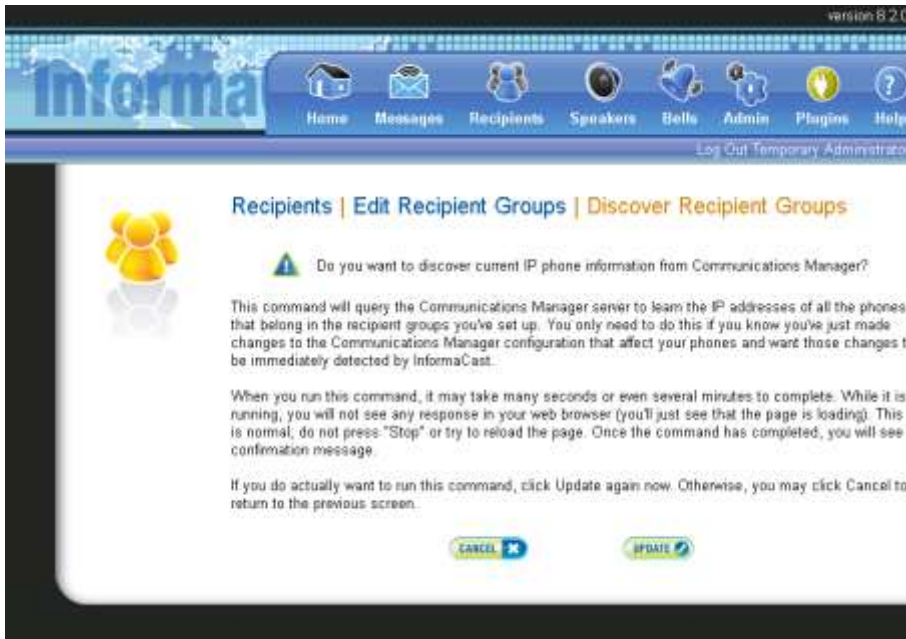 version 8.2.0
Informa
Home Messages Recipients Speakers Bells Admin Plugins Help
Log Out Temporary Administrato
Recipients | Edit Recipient Groups | Discover Recipient Groups
Do you want to discover current IP phone information from Communications Manager?
This command will query the Communications Manager server to learn the IP addresses of all the phones
that belong in the recipient groups you've set up. You only need to do this if you know you've just made
changes to the Communications Manager configuration that affect your phones and want those changes t
be immediately detected by InformaCast.
When you run this command, it may take many seconds or even several minutes to complete. While it is
running, you will not see any response in your web browser (you'll just see that the page is loading). This
is normal; do not press "Stop" or try to reload the page. Once the command has completed, you will see
confirmation message.
If you do actually want to run this command, click Update again now. Otherwise, you may click Cancel to
return to the previous screen.
CANCEL UPDATE